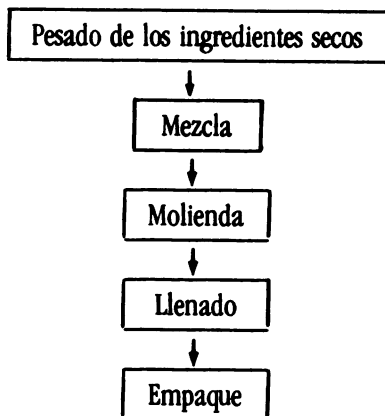 Pesado de los ingredientes secos
Mezcla
Molienda
Llenado
Empaque